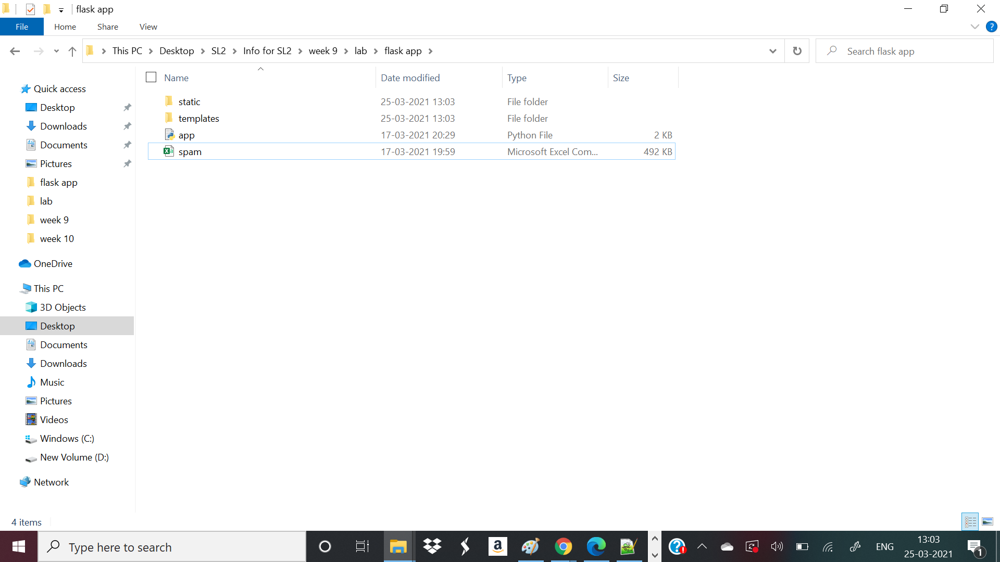 flask app
File Home Share View
This PC Desktop SL2 Info for SL2 week 9 lab flask app
Search flask app
Name Date modified Type Size
static 25-03-2021 13:03 File folder
templates 25-03-2021 13:03 File folder
app 17-03-2021 20:29 Python File 2 KB
spam 17-03-2021 19:59 Microsoft Excel Com... 492 KB
Quick access
Desktop
Downloads
Documents
Pictures
flask app
lab
week 9
week 10
OneDrive
This PC
3D Objects
Desktop
Documents
Downloads
Music
Pictures
Videos
Windows (C:)
New Volume (D:)
Network
4 items
Type here to search
ENG
13:03
25-03-2021
1